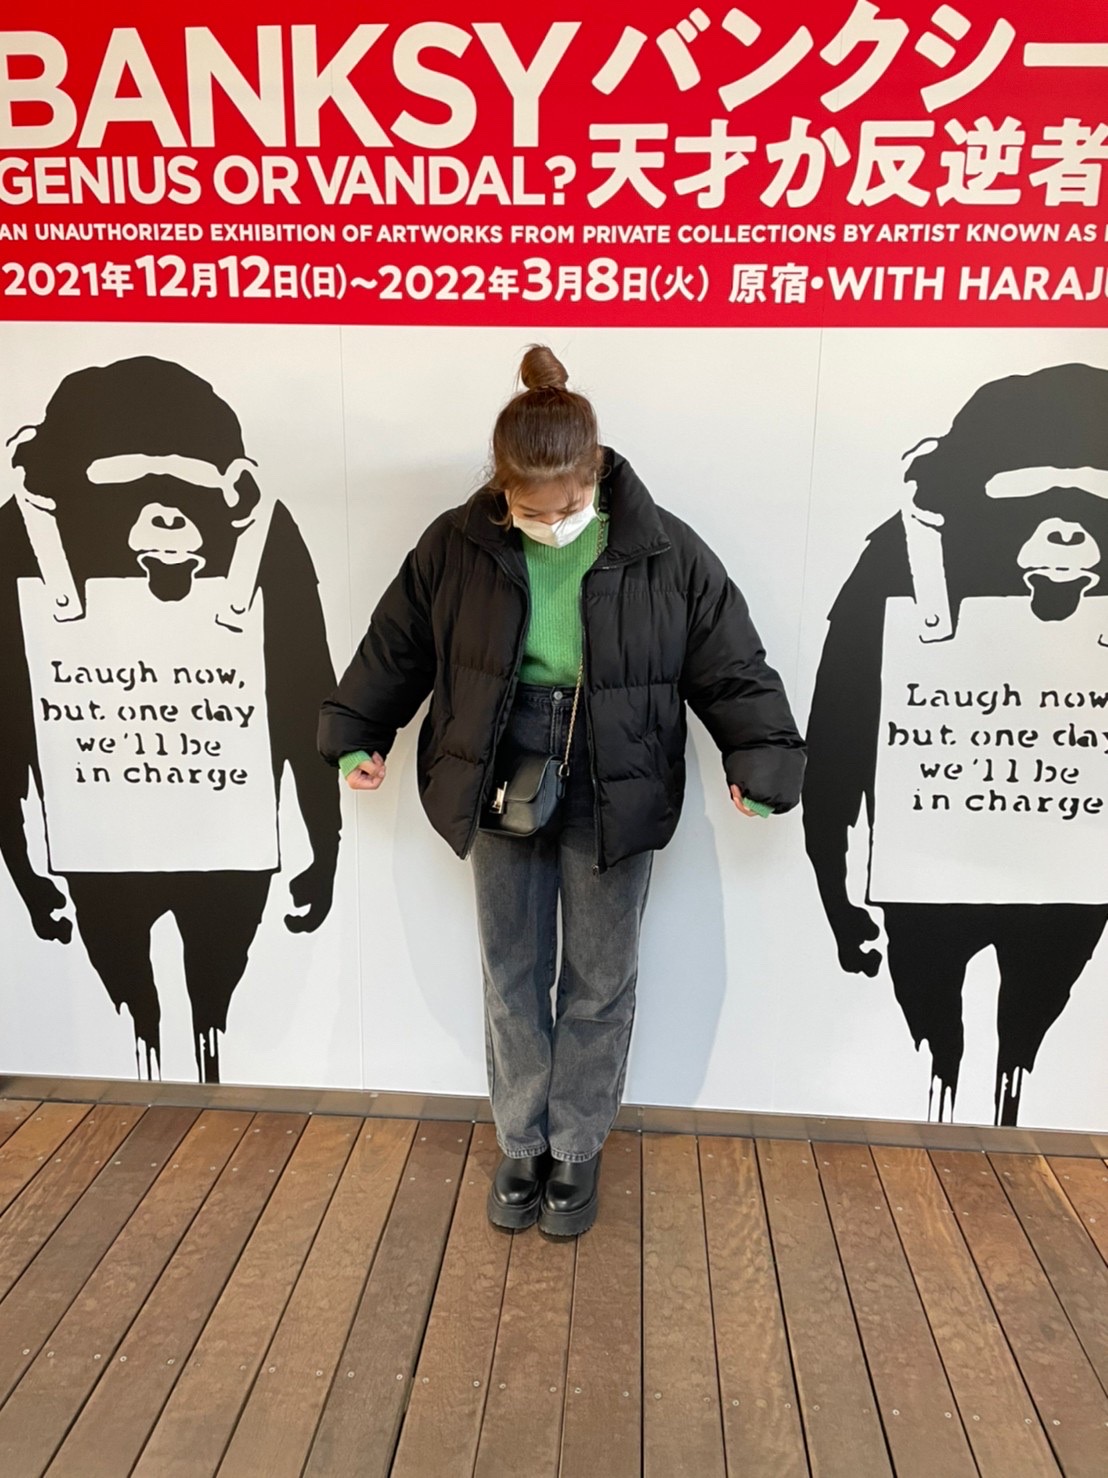 BANKSY バンクシー
GENIUS OR VANDAL? 天才か反逆者
AN UNAUTHORIZED EXHIBITION OF ARTWORKS FROM PRIVATE COLLECTIONS BY ARTIST KNOWN AS
2021年12月12日(日)~2022年3月8日(火) 原宿・WITH HARAJU
Laugh now,
but one day
we'll be
in charge
Laugh now
but one day
we'll be
in charge